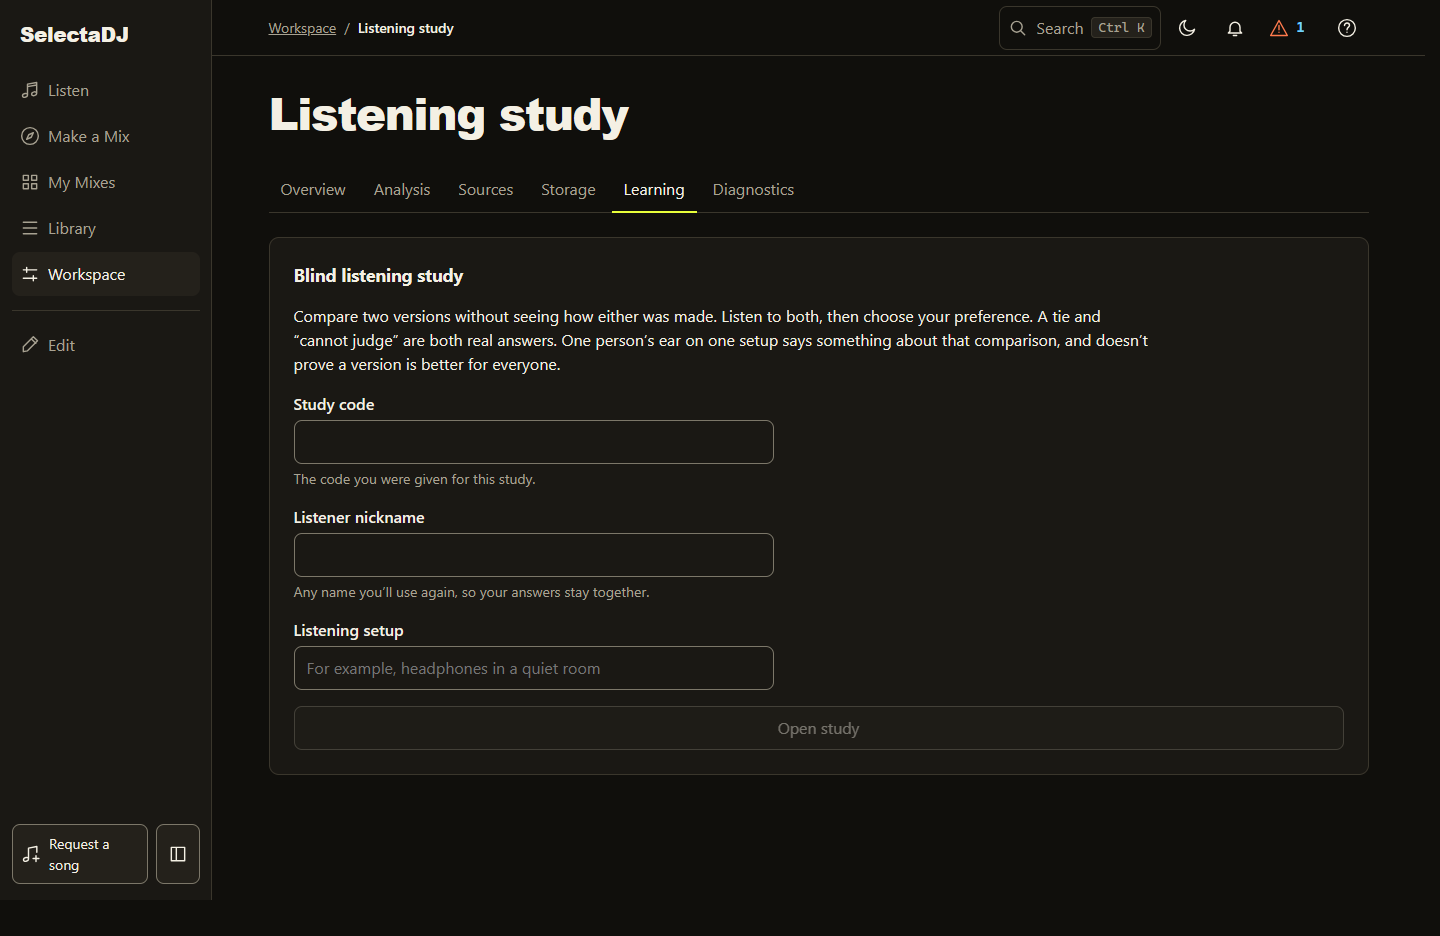 SelectaDJ
Listen
Make a Mix
My Mixes
Library
Workspace
Edit
Request a
song
Workspace / Listening study
Search Ctrl K
1
Listening study
Overview Analysis Sources Storage Learning Diagnostics
Blind listening study
Compare two versions without seeing how either was made. Listen to both, then choose your preference. A tie and
“cannot judge” are both real answers. One person’s ear on one setup says something about that comparison, and doesn’t
prove a version is better for everyone.
Study code
The code you were given for this study.
Listener nickname
Any name you’ll use again, so your answers stay together.
Listening setup
For example, headphones in a quiet room
Open study